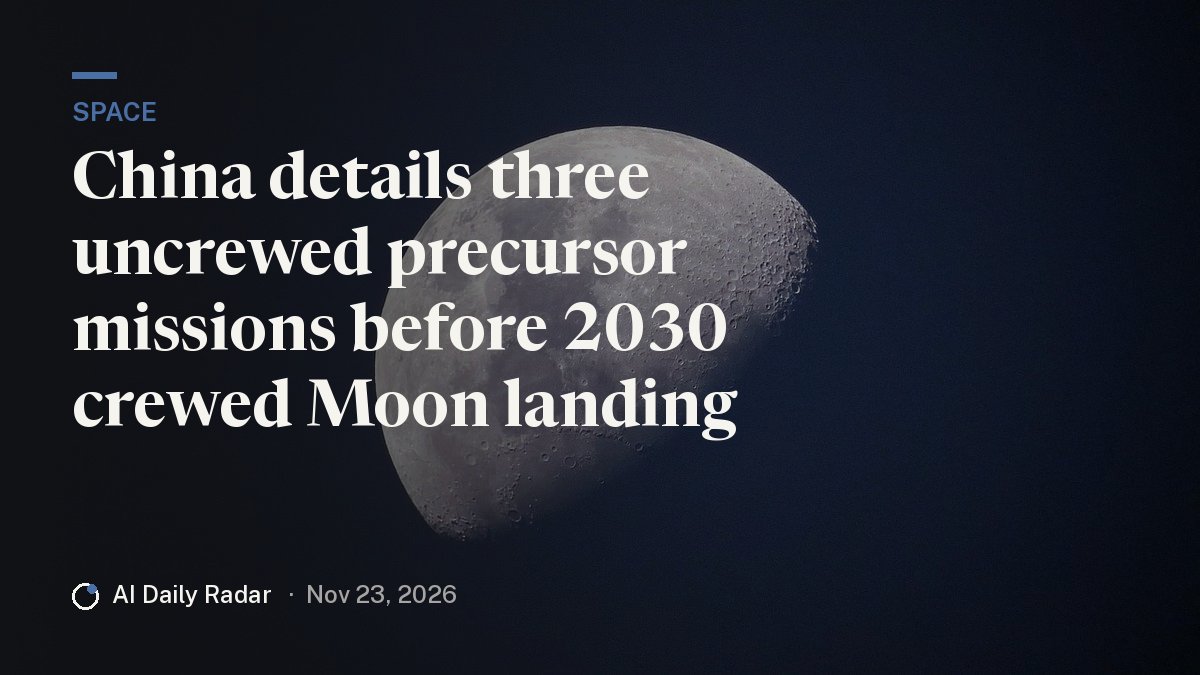 SPACE
China details three
uncrewed precursor
missions before 2030
crewed Moon landing
AI Daily Radar · Nov 23, 2026